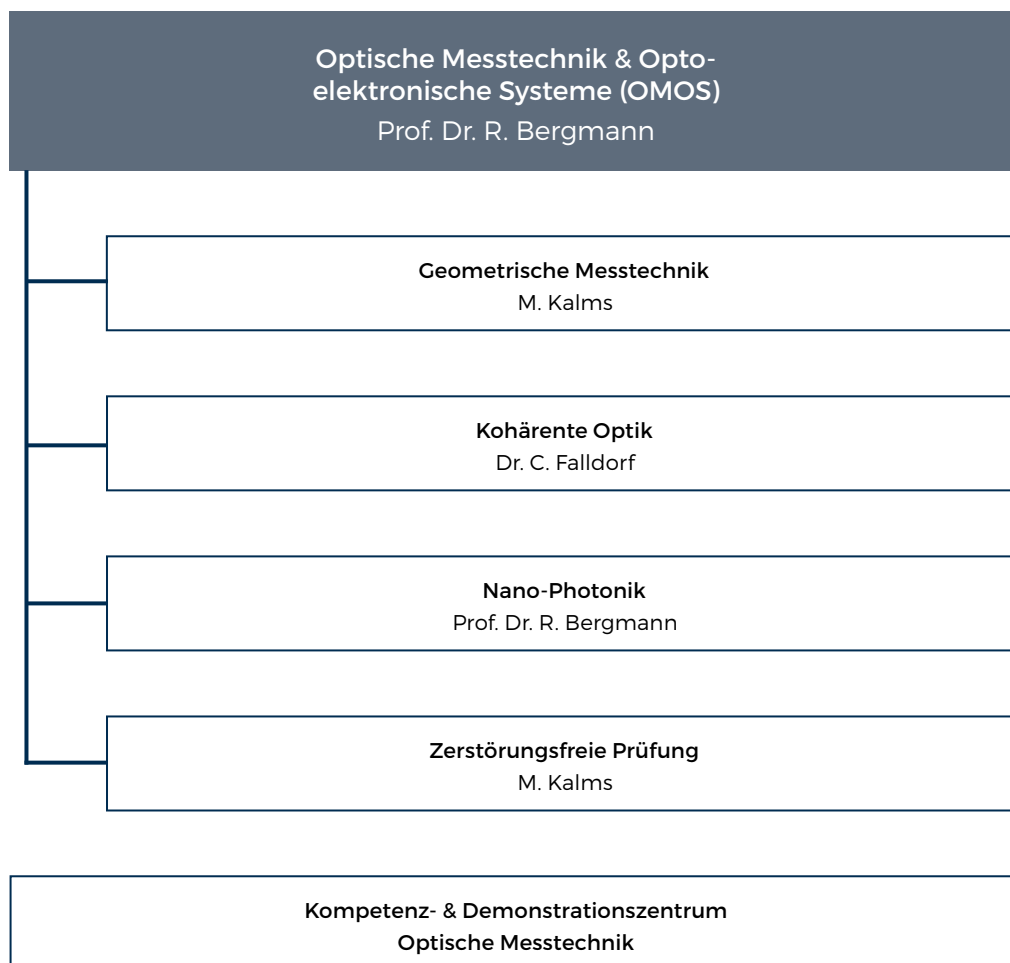 Optische Messtechnik & Opto-
elektronische Systeme (OMOS)
Prof. Dr. R. Bergmann
Geometrische Messtechnik
M. Kalms
Kohärente Optik
Dr. C. Falldorf
Nano-Photonik
Prof. Dr. R. Bergmann
Zerstörungsfreie Prüfung
M. Kalms
Kompetenz- & Demonstrationszentrum
Optische Messtechnik